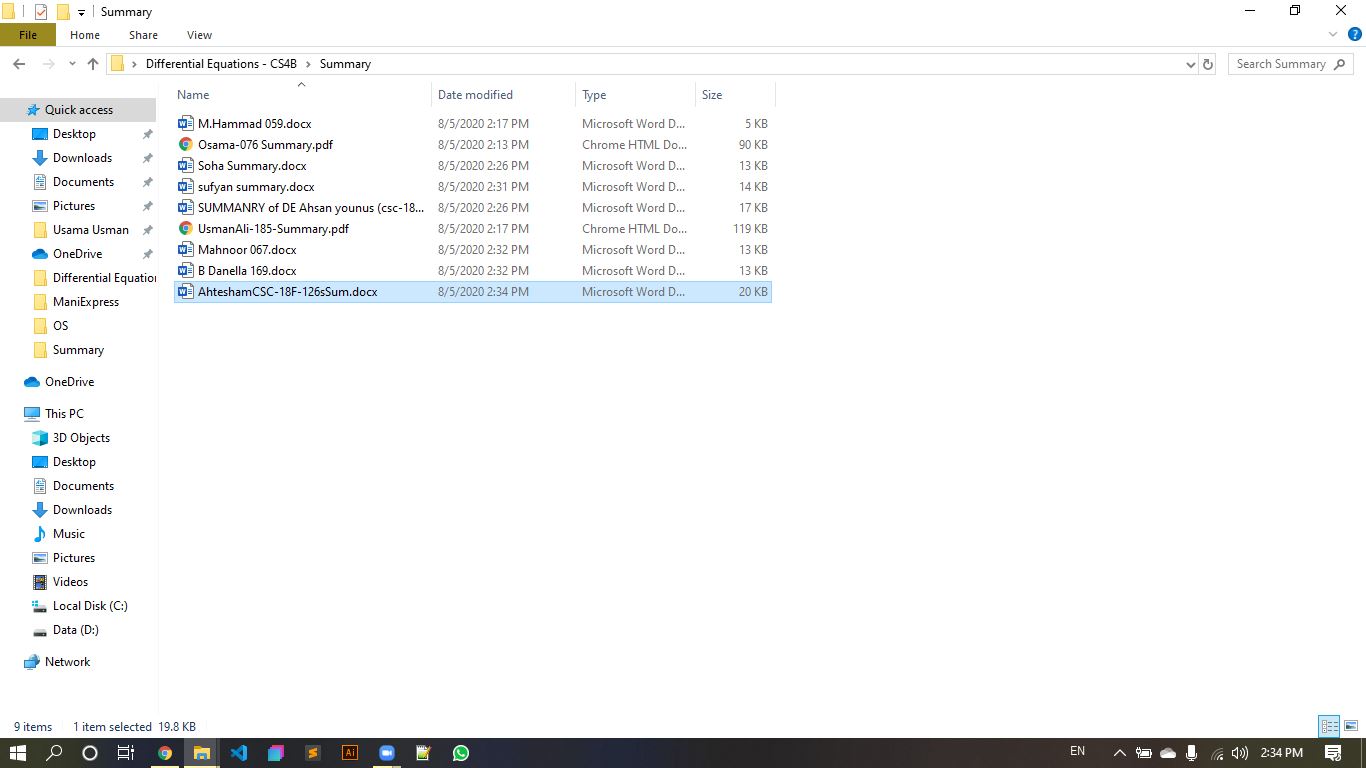 Summary
File Home Share View
Differential Equations - CS4B Summary Search Summary
Name Date modified Type Size
Quick access
Desktop
Downloads
Documents
Pictures
Usama Usman
OneDrive
Differential Equation
ManiExpress
OS
Summary
OneDrive
This PC
3D Objects
Desktop
Documents
Downloads
Music
Pictures
Videos
Local Disk (C:)
Data (D:)
Network
M.Hammad 059.docx 8/5/2020 2:17 PM Microsoft Word D... 5 KB
Osama-076 Summary.pdf 8/5/2020 2:13 PM Chrome HTML Do... 90 KB
Soha Summary.docx 8/5/2020 2:26 PM Microsoft Word D... 13 KB
sufyan summary.docx 8/5/2020 2:31 PM Microsoft Word D... 14 KB
SUMMANRY of DE Ahsan younus (csc-18... 8/5/2020 2:26 PM Microsoft Word D... 17 KB
UsmanAli-185-Summary.pdf 8/5/2020 2:17 PM Chrome HTML Do... 119 KB
Mahnoor 067.docx 8/5/2020 2:32 PM Microsoft Word D... 13 KB
B Danella 169.docx 8/5/2020 2:32 PM Microsoft Word D... 13 KB
AhteshamCSC-18F-126sSum.docx 8/5/2020 2:34 PM Microsoft Word D... 20 KB
9 items 1 item selected 19.8 KB
Ai EN 2:34 PM